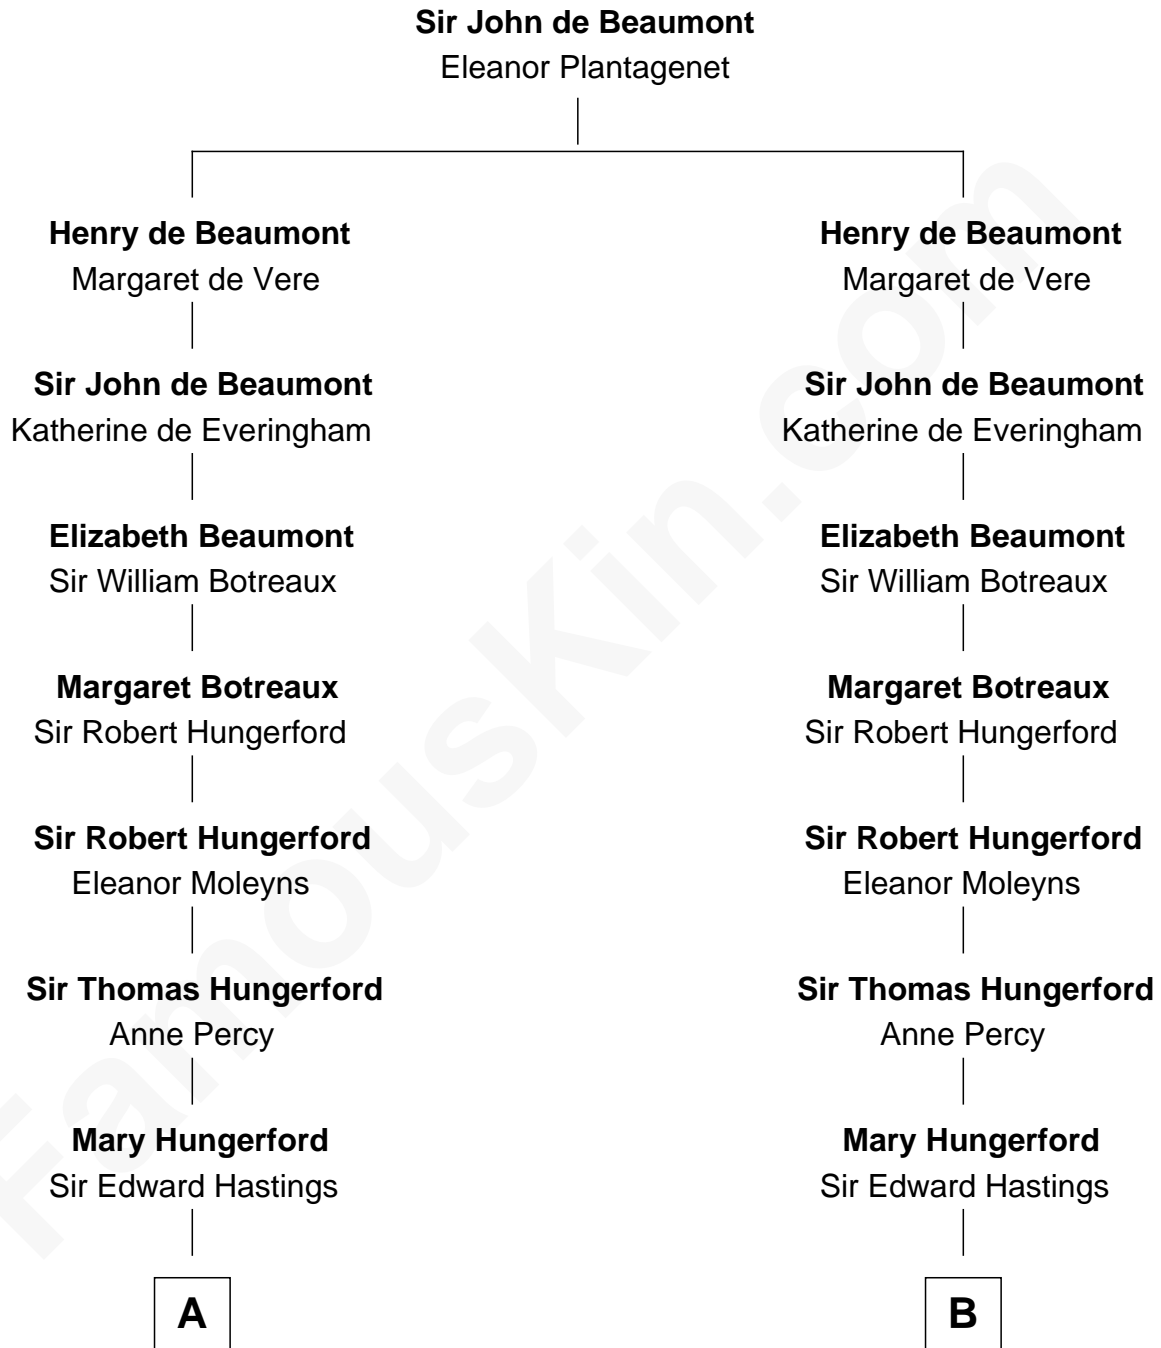 Sir John de Beaumont
Eleanor Plantagenet
Henry de Beaumont
Margaret de Vere
Sir John de Beaumont
Katherine de Everingham
Elizabeth Beaumont
Sir William Botreaux
Margaret Botreaux
Sir Robert Hungerford
Sir Robert Hungerford
Eleanor Moleyns
Sir Thomas Hungerford
Anne Percy
Mary Hungerford
Sir Edward Hastings
A
Henry de Beaumont
Margaret de Vere
Sir John de Beaumont
Katherine de Everingham
Elizabeth Beaumont
Sir William Botreaux
Margaret Botreaux
Sir Robert Hungerford
Sir Robert Hungerford
Eleanor Moleyns
Sir Thomas Hungerford
Anne Percy
Mary Hungerford
Sir Edward Hastings
B
FamousKin.com